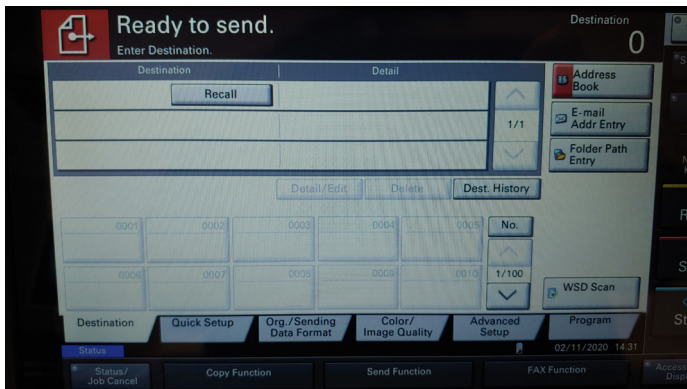 Ready to send.
Enter Destination.
Destination
0
Destination
Detail
Recall
1/1
Address
Book
E-mail
Addr Entry
Folder Path
Entry
Detail/Edit
Delete
Dest. History
0001
0002
0003
0004
0005
No.
0006
0007
0008
0009
0010
1/100
WSD Scan
Destination
Quick Setup
Org./Sending
Data Format
Color/
Image Quality
Advanced
Setup
Program
Status
02/11/2020 14:31
Status/
Job Cancel
Copy Function
Send Function
FAX Function